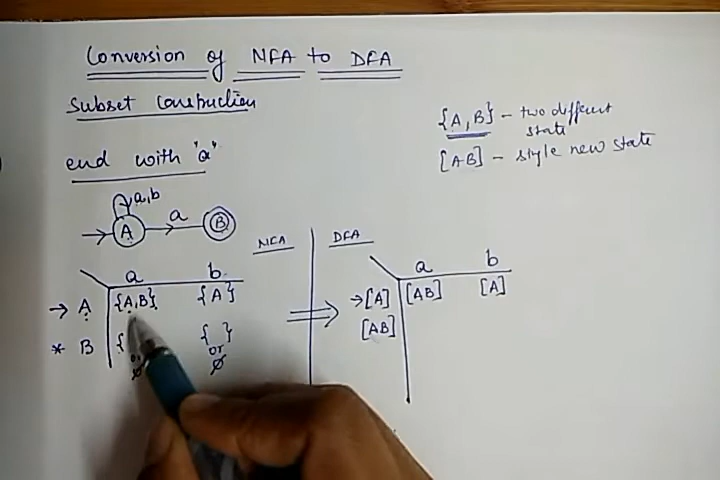 Conversion of NFA to DFA
Subset Construction
{A, B} - two different
state
[AB] - single new state
end with "a"
a,b
A
a
B
NFA
DFA
a b
→ A {A,B} {A}
* B { { }
or or
ø ø
a b
→ [A] [AB] [A]
[AB]